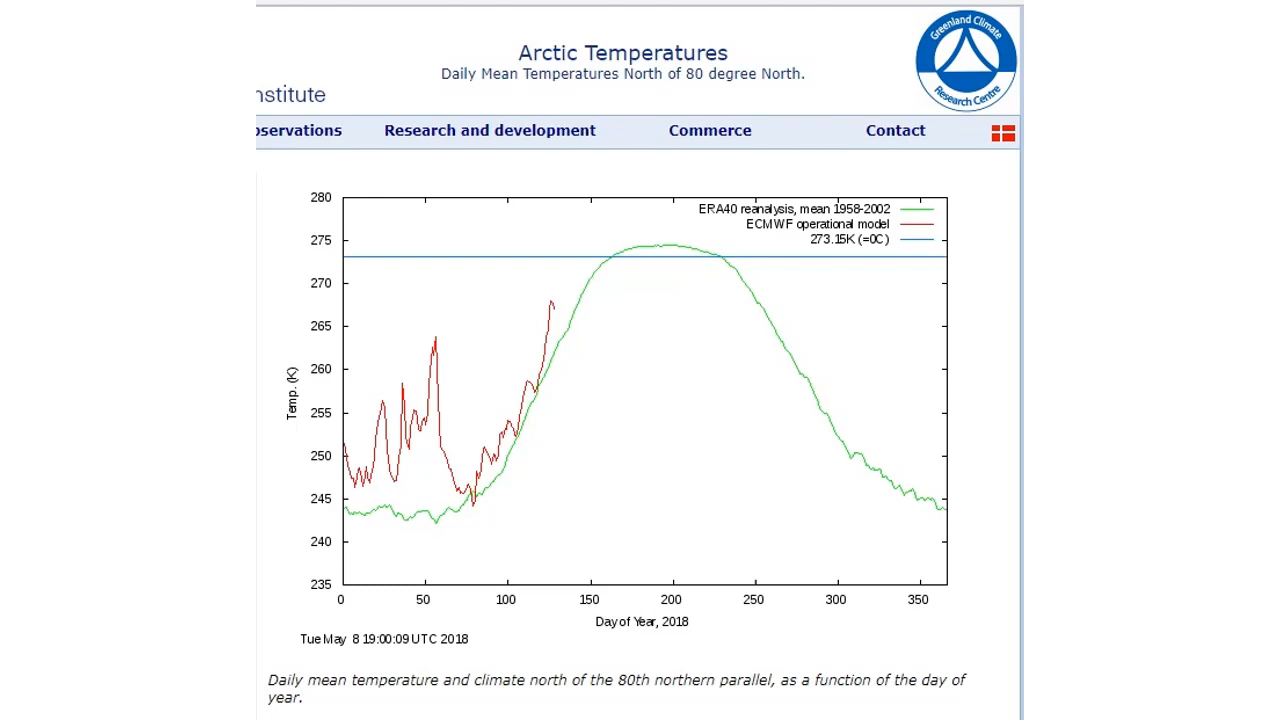 Arctic Temperatures
Daily Mean Temperatures North of 80 degree North.
Greenland Climate
Research Centre
nstitute
bservations Research and development Commerce Contact
280
275
270
265
260
255
250
245
240
235
Temp. (K)
ERA40 reanalysis, mean 1958-2002
ECMWF operational model
273.15K (=0C)
0 50 100 150 200 250 300 350
Day of Year, 2018
Tue May 8 19:00:09 UTC 2018
Daily mean temperature and climate north of the 80th northern parallel, as a function of the day of
year.